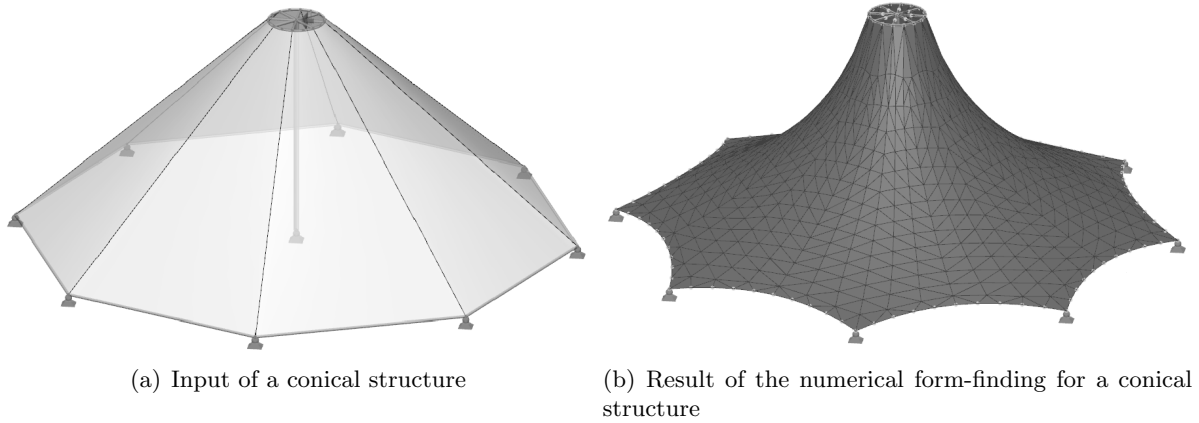 (a) Input of a conical structure
(b) Result of the numerical form-finding for a conical
structure